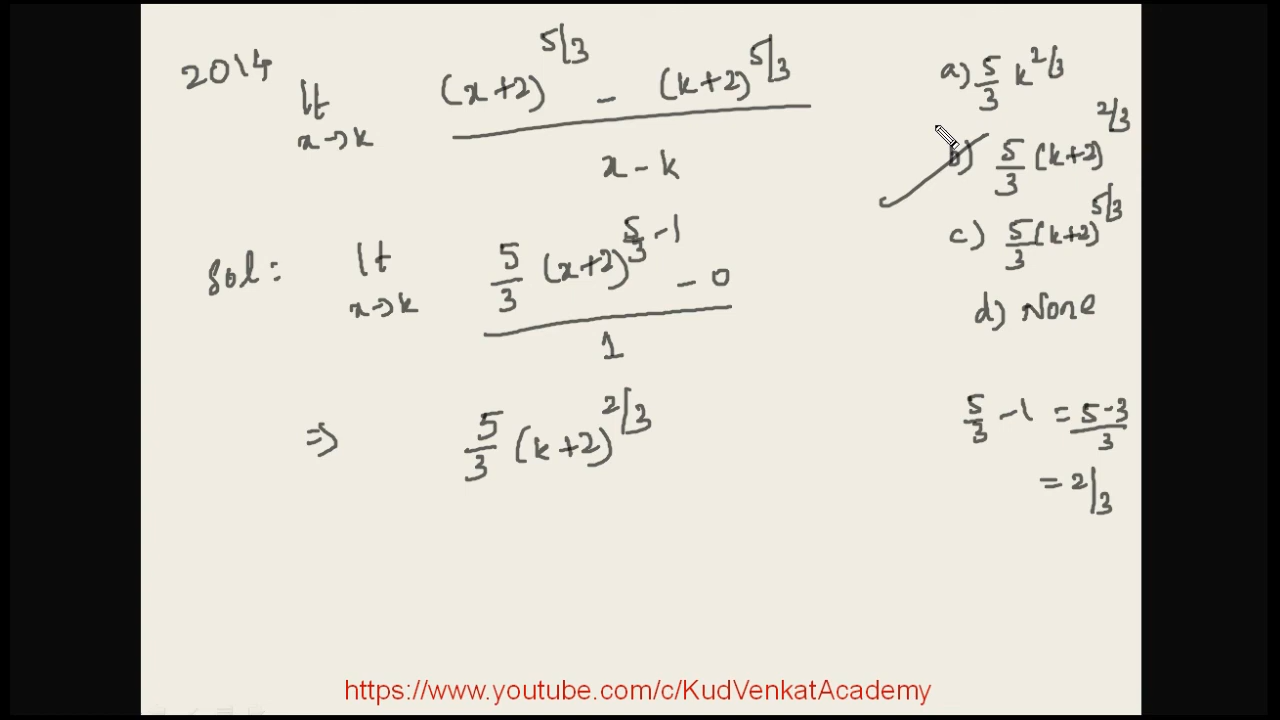 2014
lt
x→k
(x+2)^5/3 - (k+2)^5/3
x-k
a) 5/3 k^2/3
b) 5/3 (k+2)^2/3
c) 5/3 (k+2)^5/3
d) None
Sol: lt
x→k
5/3 (x+2)^5/3 -1 - 0
1
⇒ 5/3 (k+2)^2/3
5/3 -1 = 5-3/3
= 2/3
https://www.youtube.com/c/KudVenkatAcademy